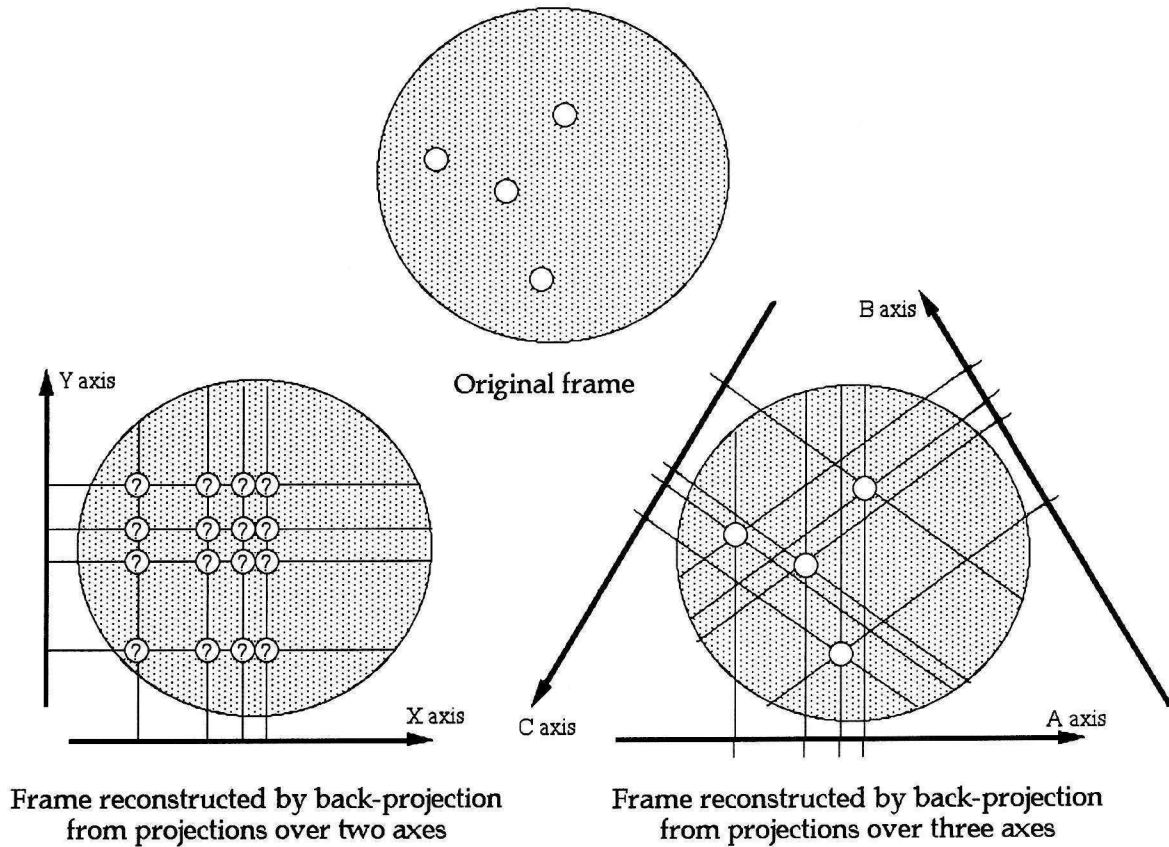 Original frame
Y axis
? ? ? ?
? ? ? ?
? ? ? ?
? ? ? ?
X axis
B axis
C axis
A axis
Frame reconstructed by back-projection
from projections over two axes
Frame reconstructed by back-projection
from projections over three axes